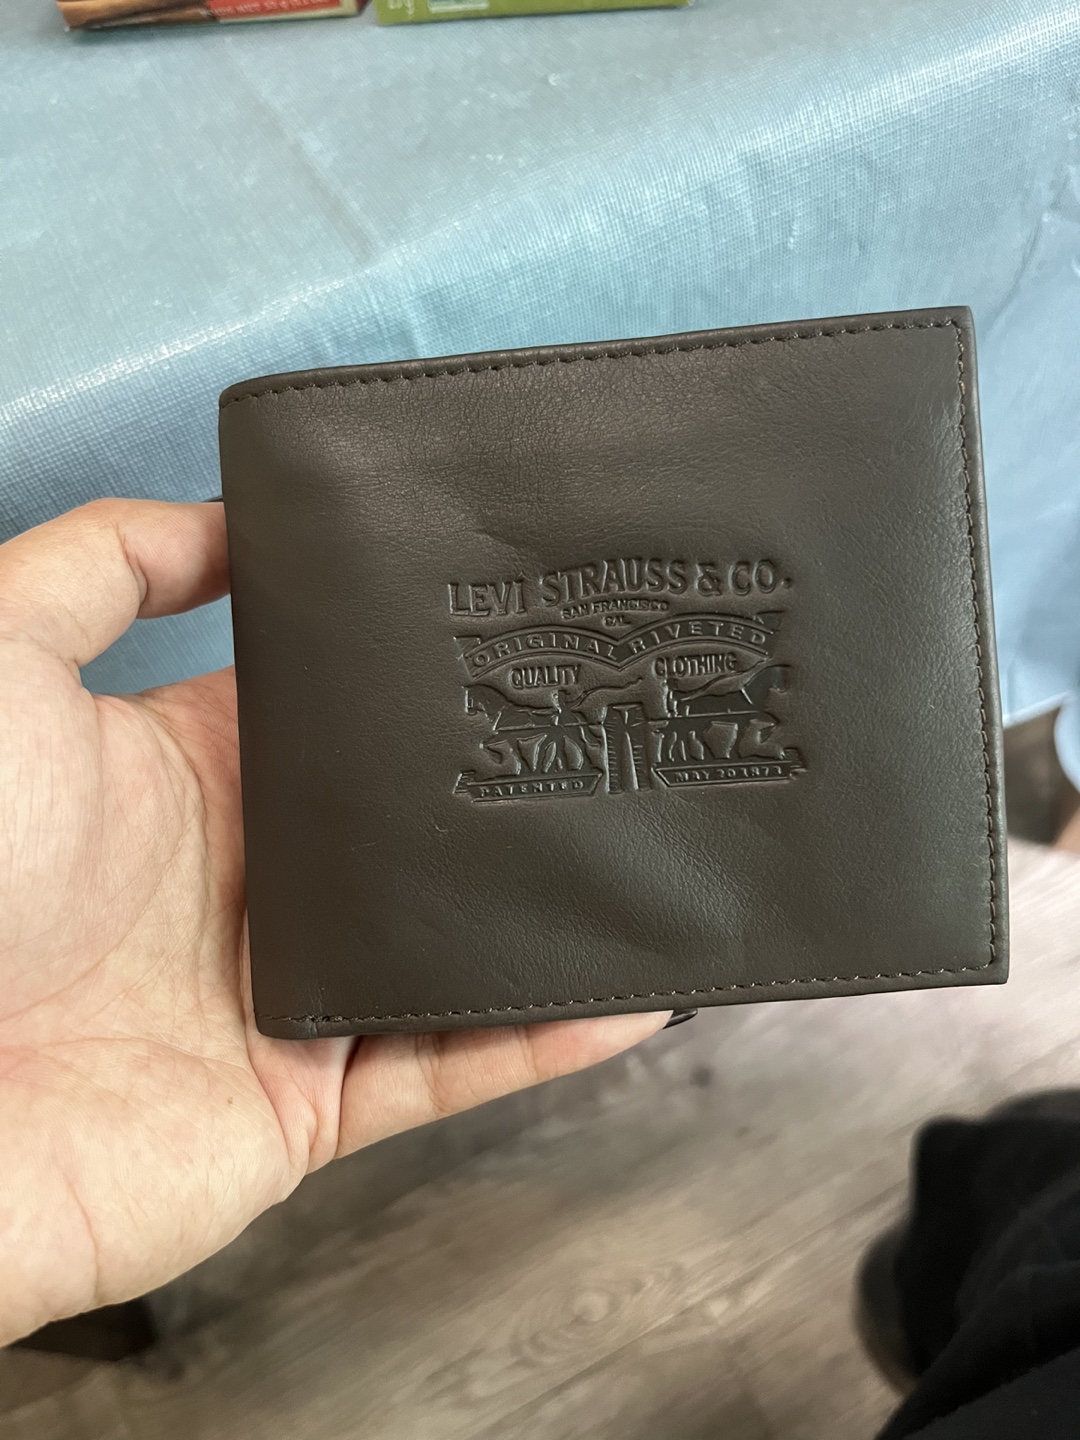 LEVI STRAUSS & CO.
SAN FRANCISCO
CAL.
ORIGINAL RIVETED
QUALITY CLOTHING
PATENTED MAY 20 1873